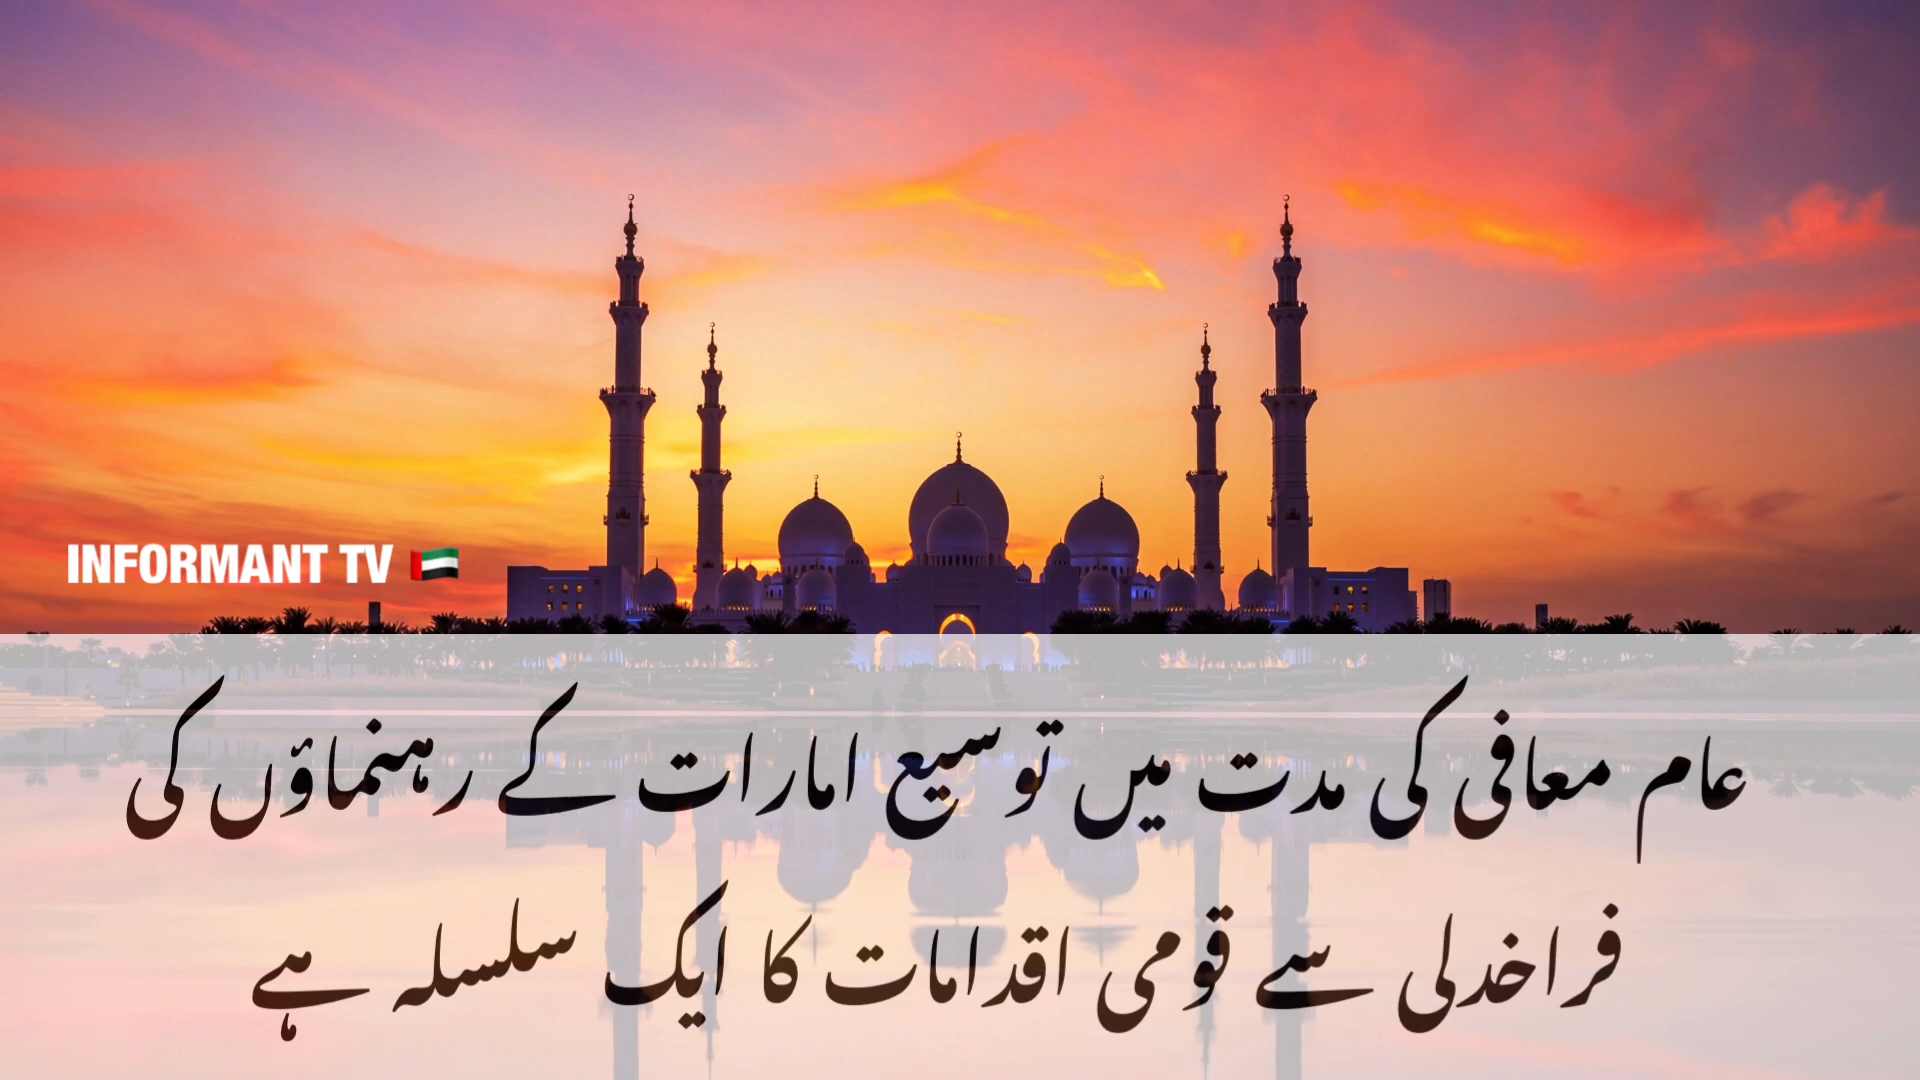 INFORMANT TV 🇦🇪
عام معافی کی مدت میں توسیع امارات کے رہنماؤں کی
فراخدلی سے قومی اقدامات کا ایک سلسلہ ہے